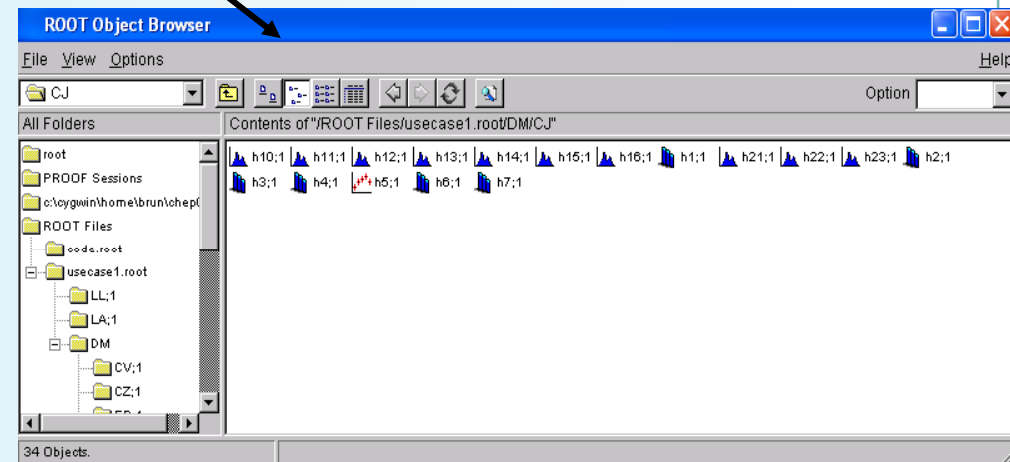 ROOT Object Browser
File View Options Help
CJ Option
All Folders
Contents of "/ROOT Files/usecase1.root/DM/CJ"
root
PROOF Sessions
c:\cygwin\home\brun\chep(
ROOT Files
code.root
usecase1.root
LL;1
LA;1
DM
CV;1
CZ;1
h10;1 h11;1 h12;1 h13;1 h14;1 h15;1 h16;1 h1;1 h21;1 h22;1 h23;1 h2;1
h3;1 h4;1 h5;1 h6;1 h7;1
34 Objects.